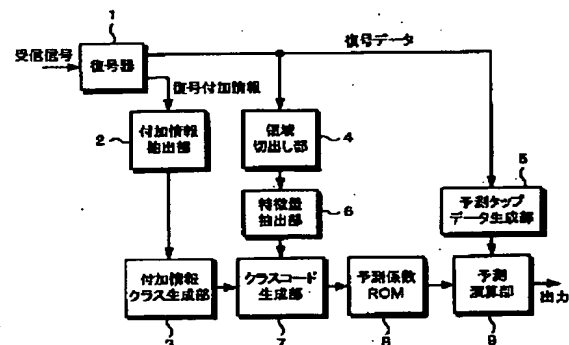 1
受信信号
復号器
復号データ
復号付加情報
2
付加情報
抽出部
領域
切出し部
4
5
予測タップ
データ生成部
特徴量
抽出部
6
付加情報
クラス生成部
クラスコード
生成部
予測係数
ROM
予測
演算部
出力
3
7
8
9